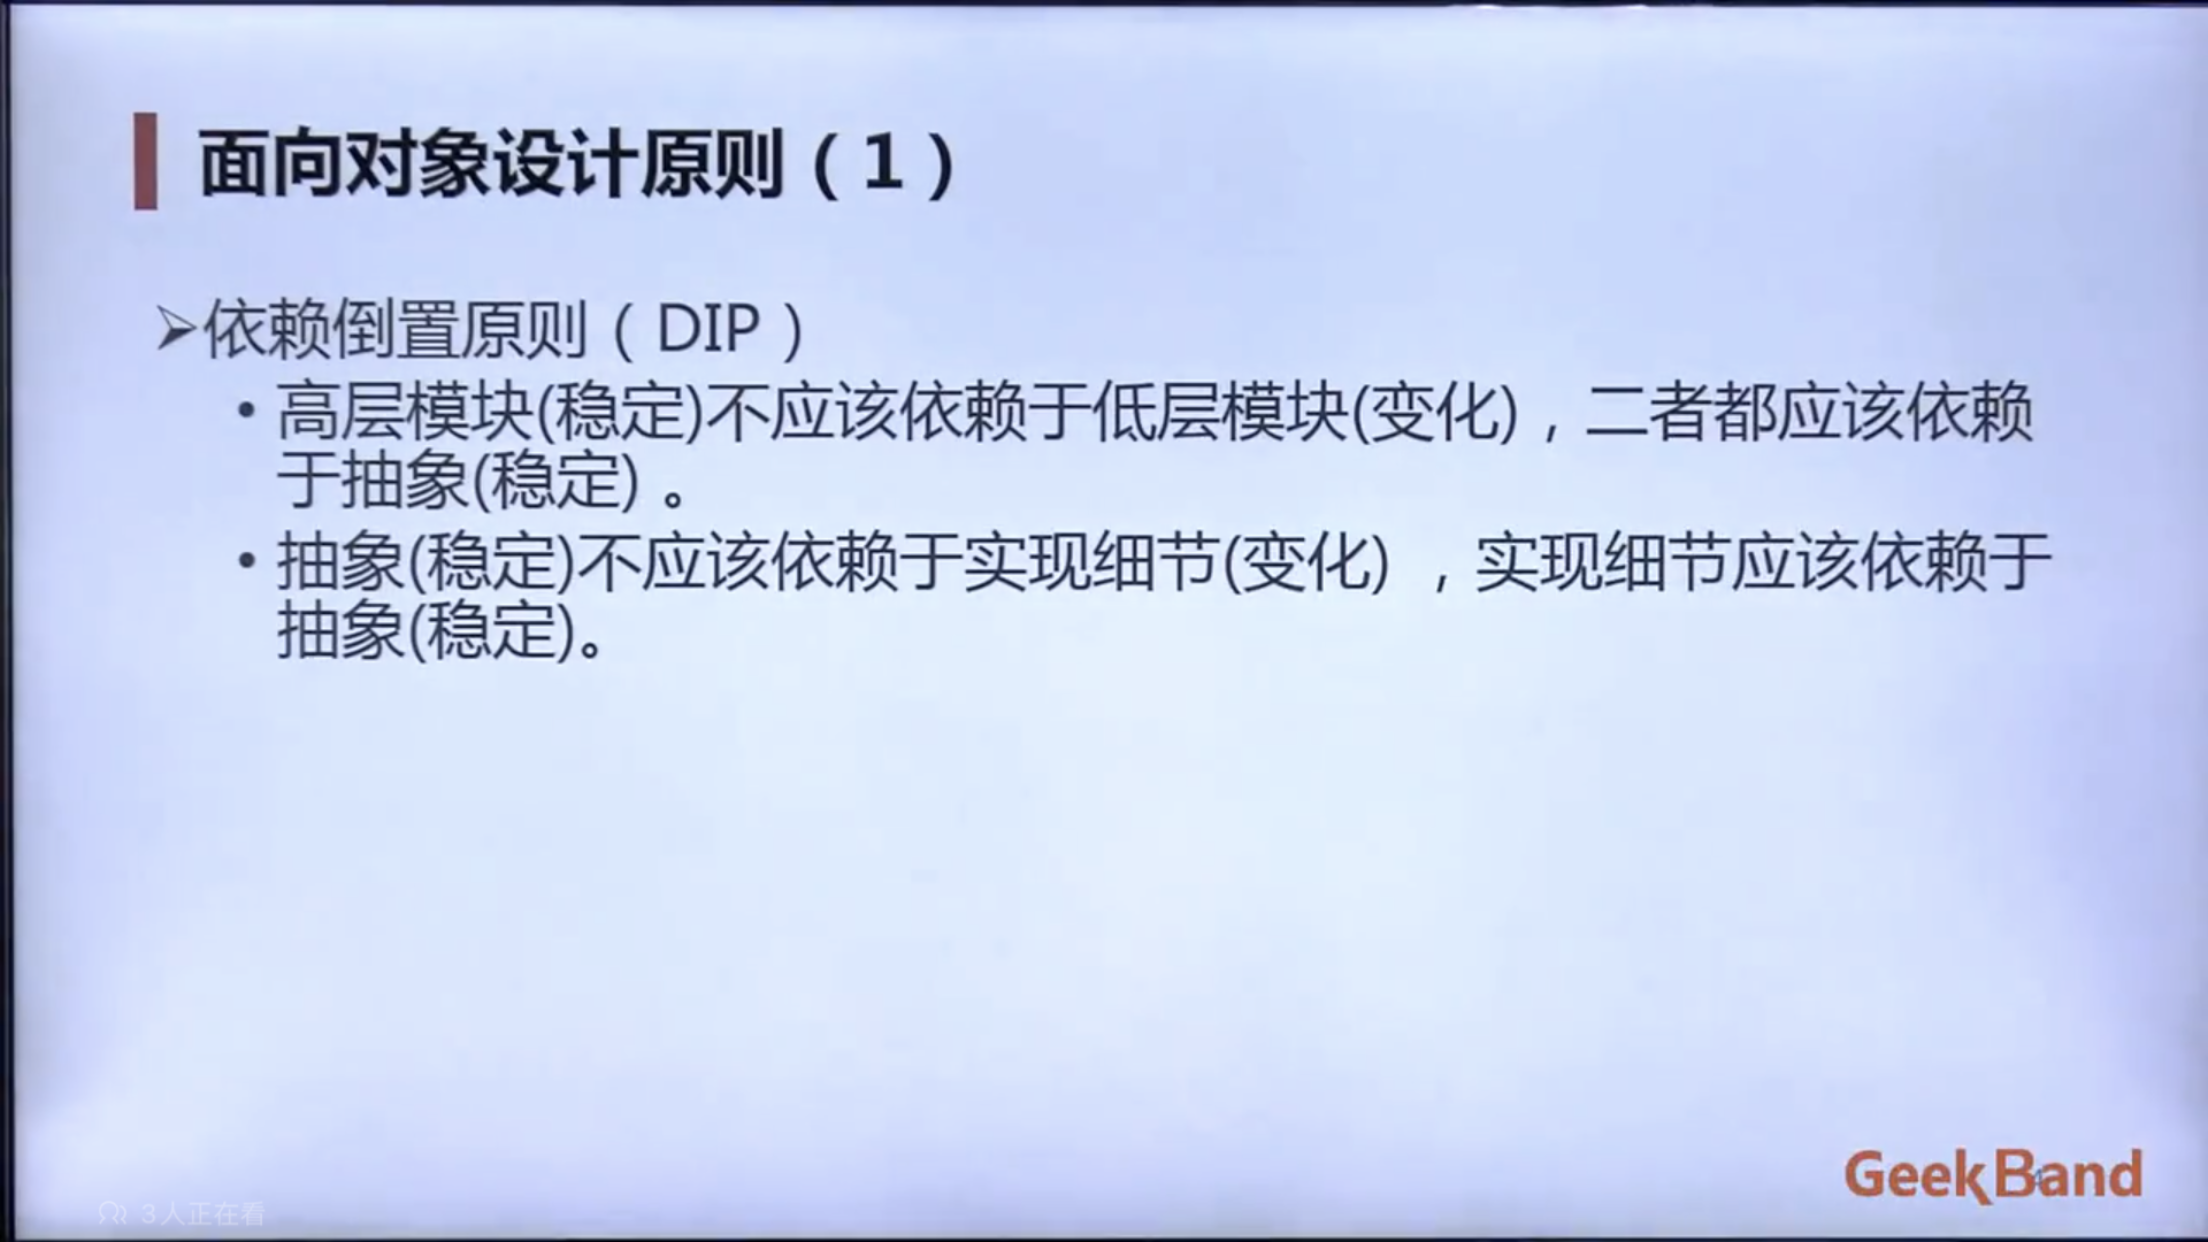 面向对象设计原则（1）
➢依赖倒置原则（DIP）
• 高层模块(稳定)不应该依赖于低层模块(变化)，二者都应该依赖
于抽象(稳定) 。
• 抽象(稳定)不应该依赖于实现细节(变化) ，实现细节应该依赖于
抽象(稳定)。
GeekBand
4
3人正在看